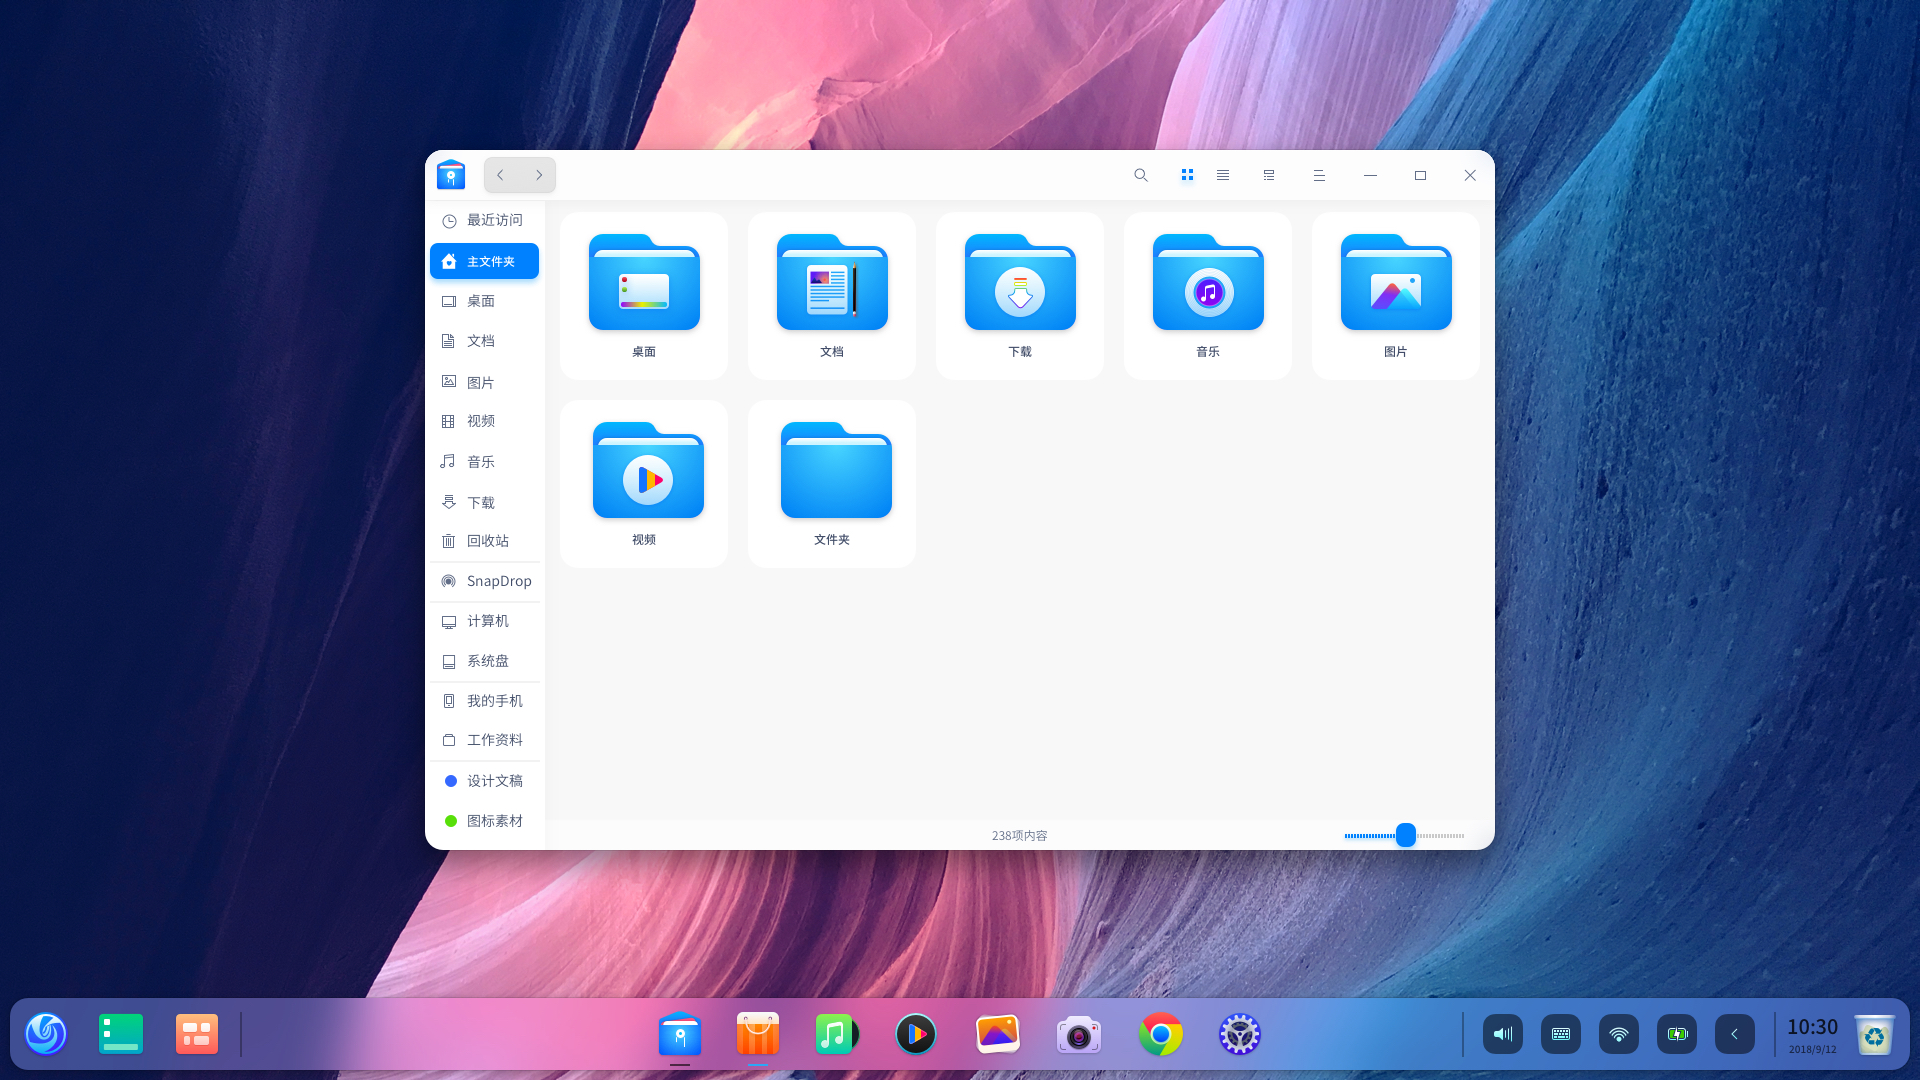 最近访问
主文件夹
桌面
文档
图片
视频
音乐
下载
回收站
SnapDrop
计算机
系统盘
我的手机
工作资料
设计文稿
图标素材
桌面
文档
下载
音乐
图片
视频
文件夹
238项内容
10:30
2018/9/12